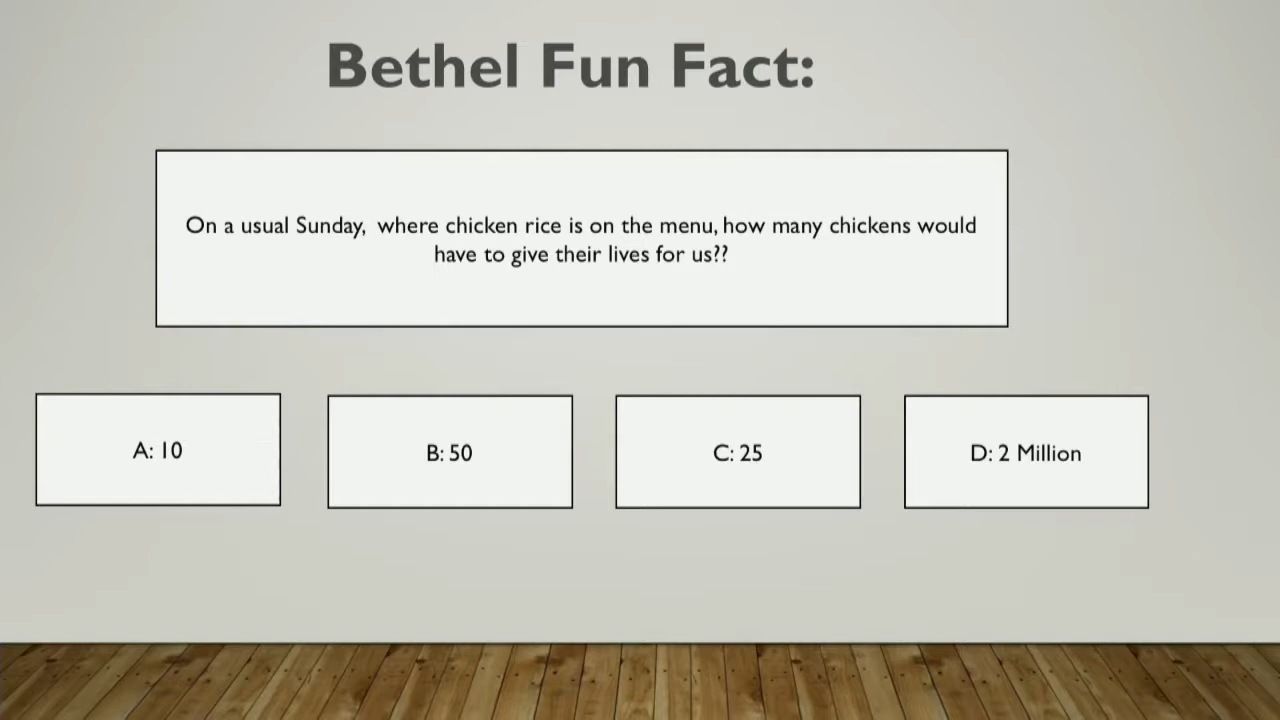 Bethel Fun Fact:
On a usual Sunday, where chicken rice is on the menu, how many chickens would
have to give their lives for us??
A: 10
B: 50
C: 25
D: 2 Million